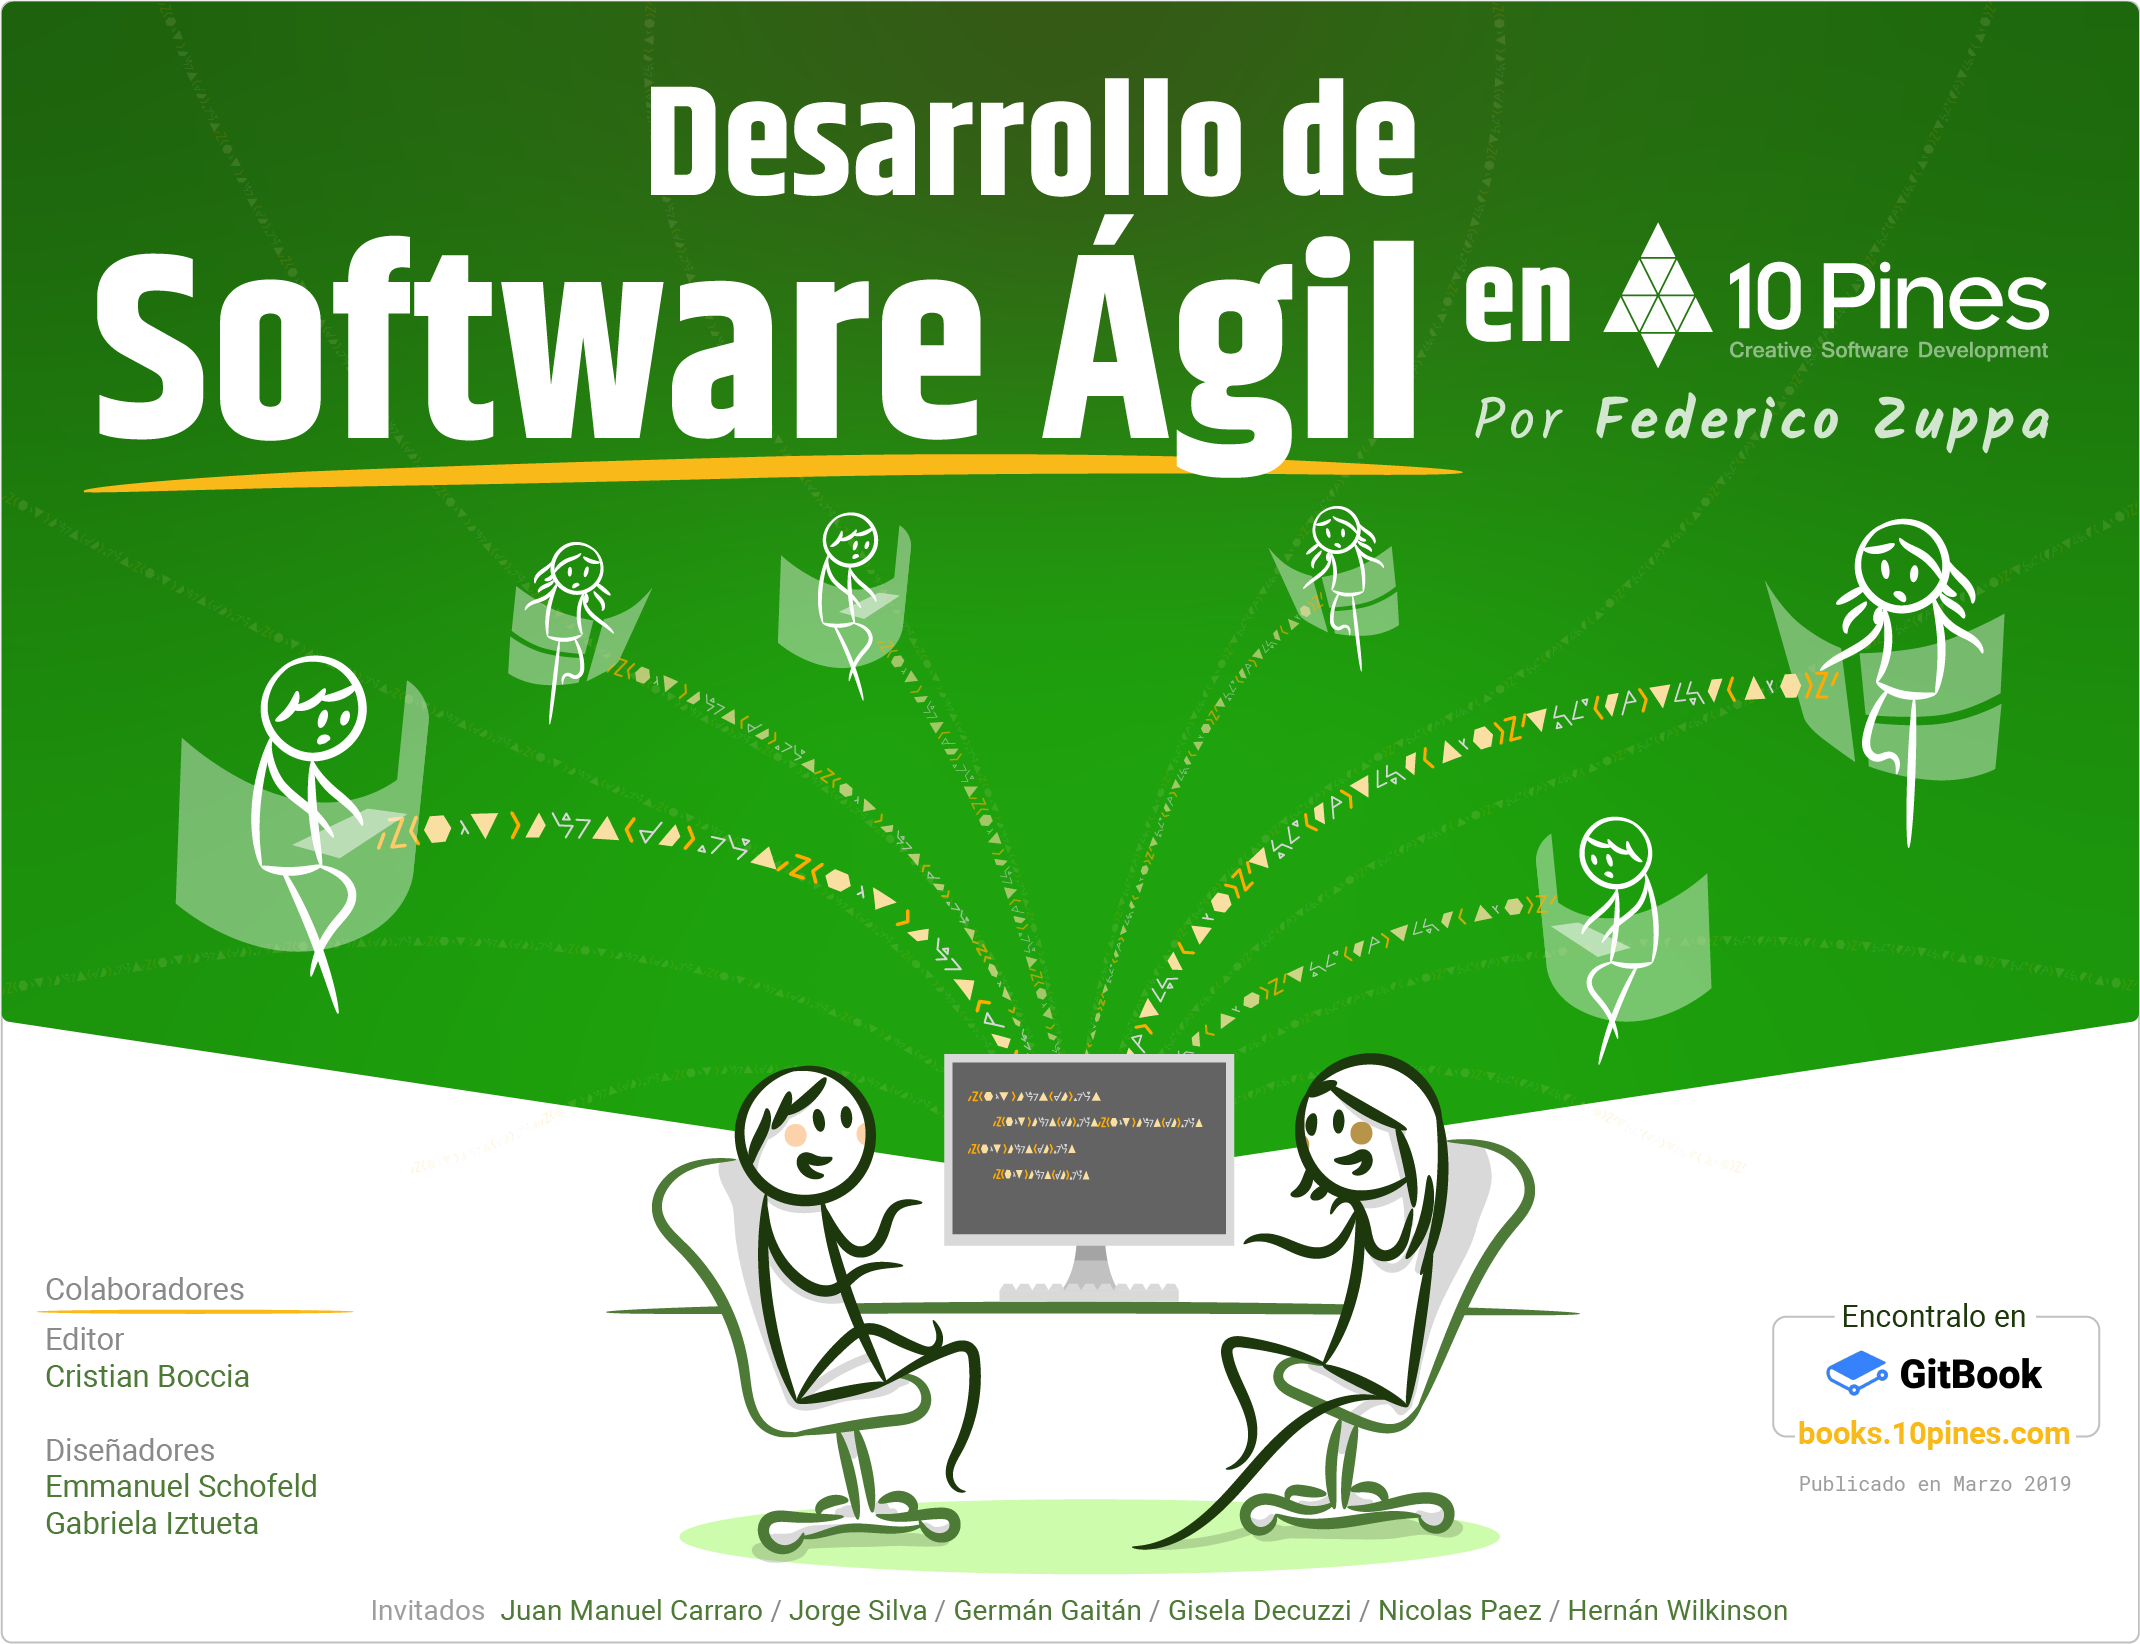 Desarrollo de
Software Ágil en 10 Pines
Creative Software Development
Por Federico Zuppa
Colaboradores
Editor
Cristian Boccia
Diseñadores
Emmanuel Schofeld
Gabriela Iztueta
Encontralo en
GitBook
books.10pines.com
Publicado en Marzo 2019
Invitados Juan Manuel Carraro / Jorge Silva / Germán Gaitán / Gisela Decuzzi / Nicolas Paez / Hernán Wilkinson